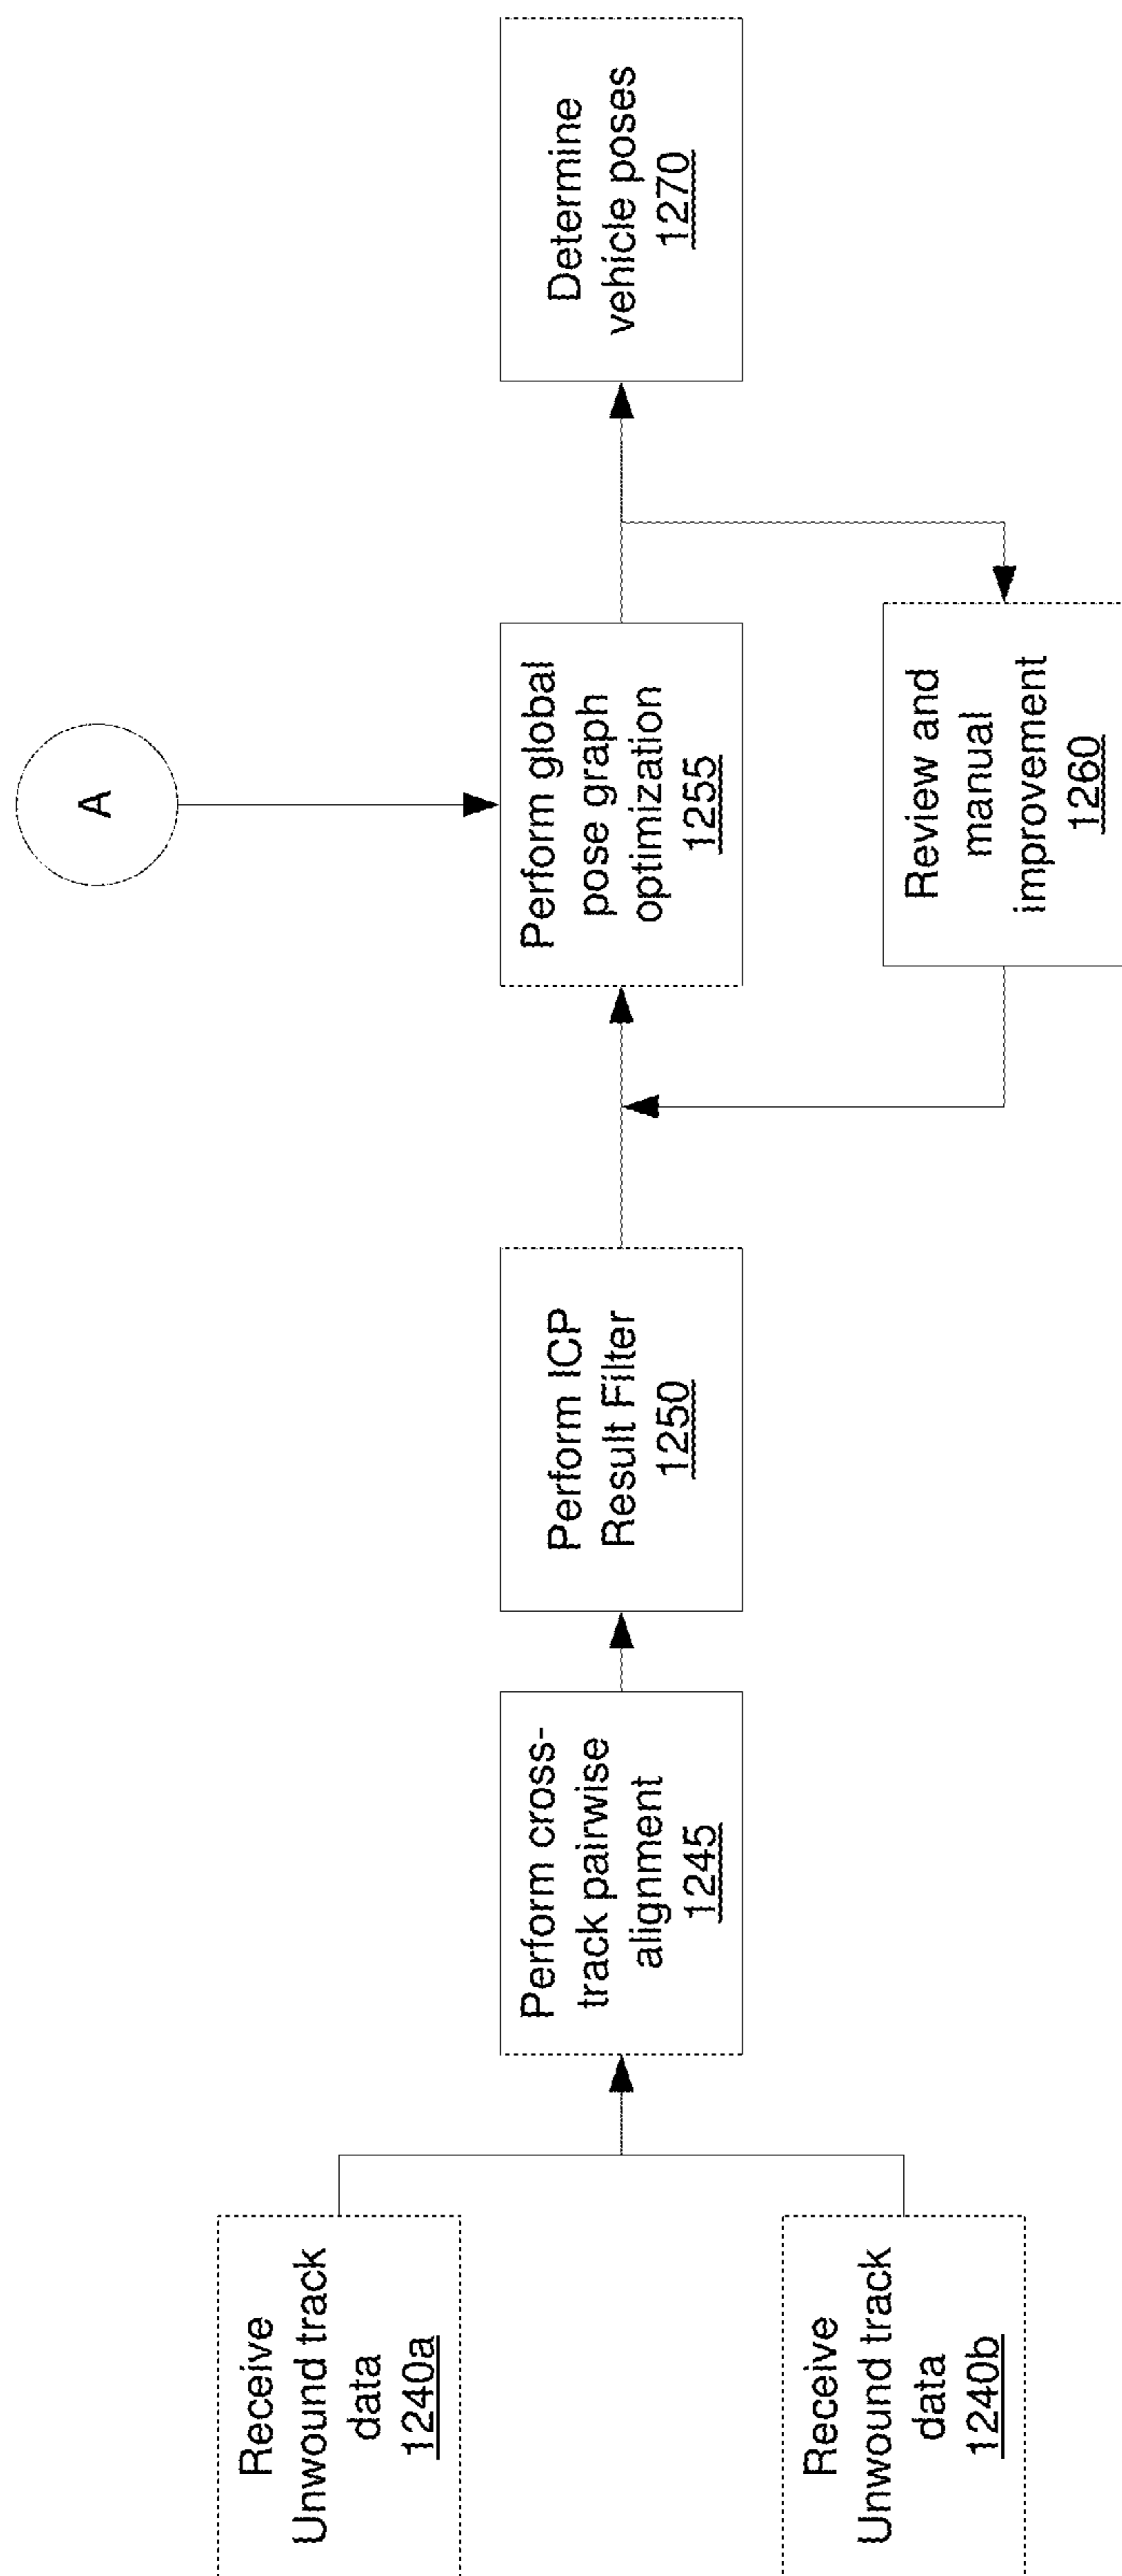 A
Receive
Unwound track
data
1240a
Receive
Unwound track
data
1240b
Perform cross-
track pairwise
alignment
1245
Perform ICP
Result Filter
1250
Perform global
pose graph
optimization
1255
Review and
manual
improvement
1260
Determine
vehicle poses
1270